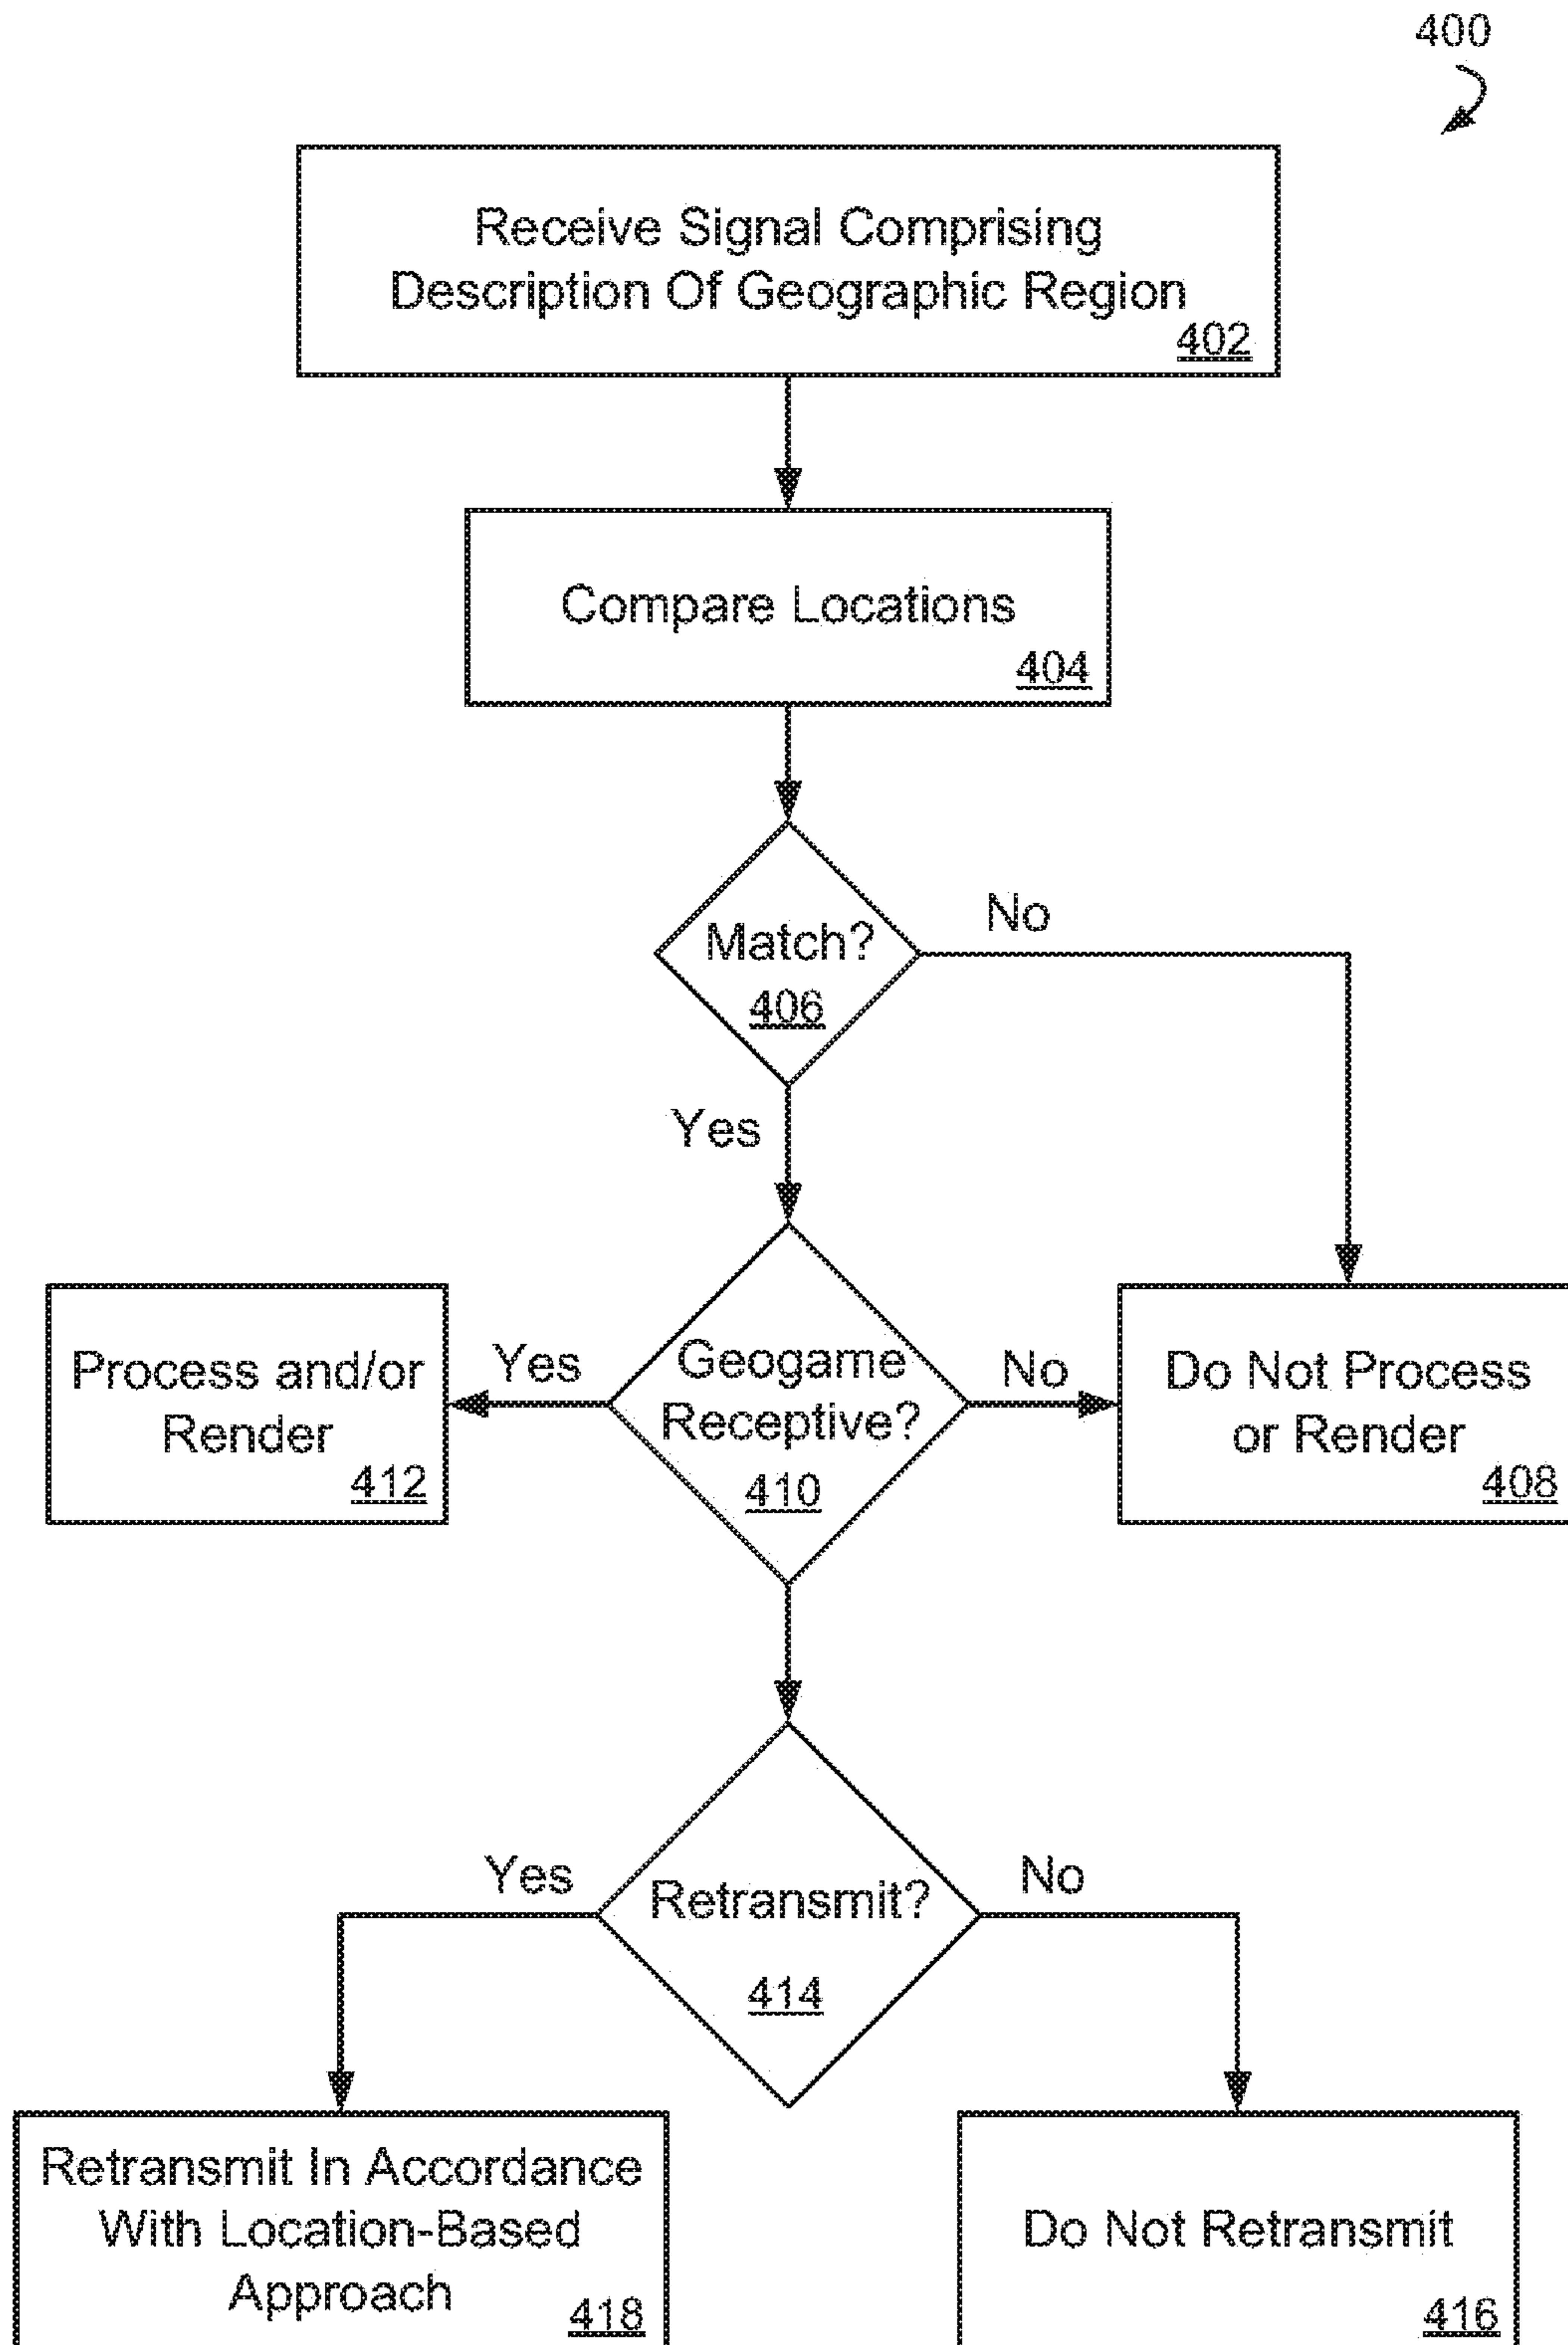 400
Receive Signal Comprising
Description Of Geographic Region
402
Compare Locations
404
Match?
406
No
Yes
Process and/or
Render
412
Yes
Geogame
Receptive?
410
No
Do Not Process
or Render
408
Yes
Retransmit?
414
No
Retransmit In Accordance
With Location-Based
Approach
418
Do Not Retransmit
416